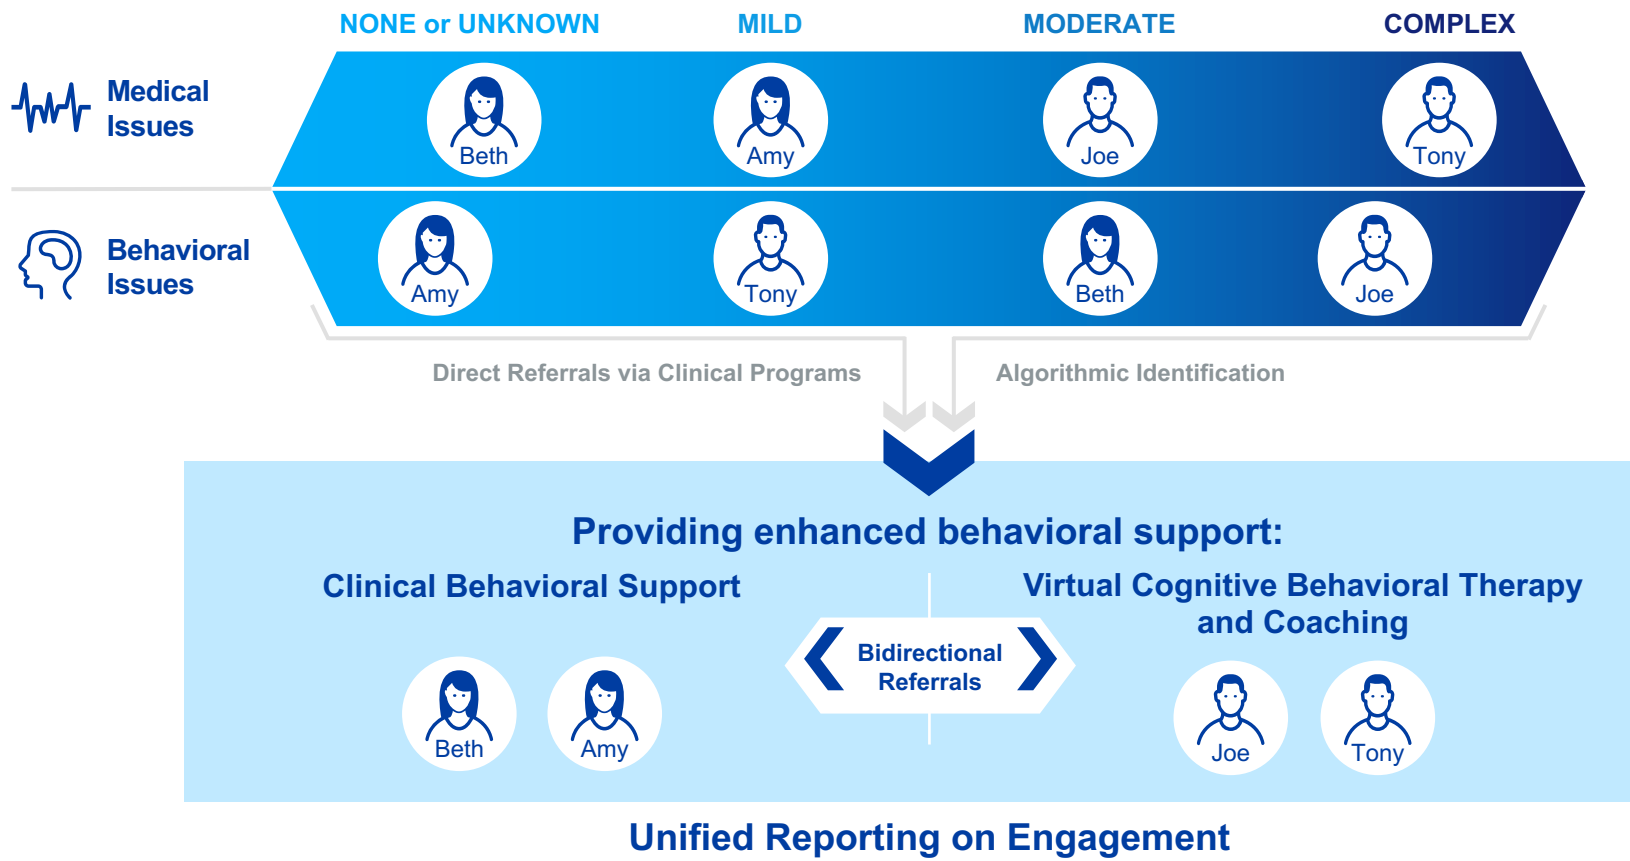 NONE or UNKNOWN
MILD
MODERATE
COMPLEX
Medical
Issues
Beth
Amy
Joe
Tony
Behavioral
Issues
Amy
Tony
Beth
Joe
Direct Referrals via Clinical Programs
Algorithmic Identification
Providing enhanced behavioral support:
Clinical Behavioral Support
Virtual Cognitive Behavioral Therapy
and Coaching
Bidirectional
Referrals
Beth
Amy
Joe
Tony
Unified Reporting on Engagement